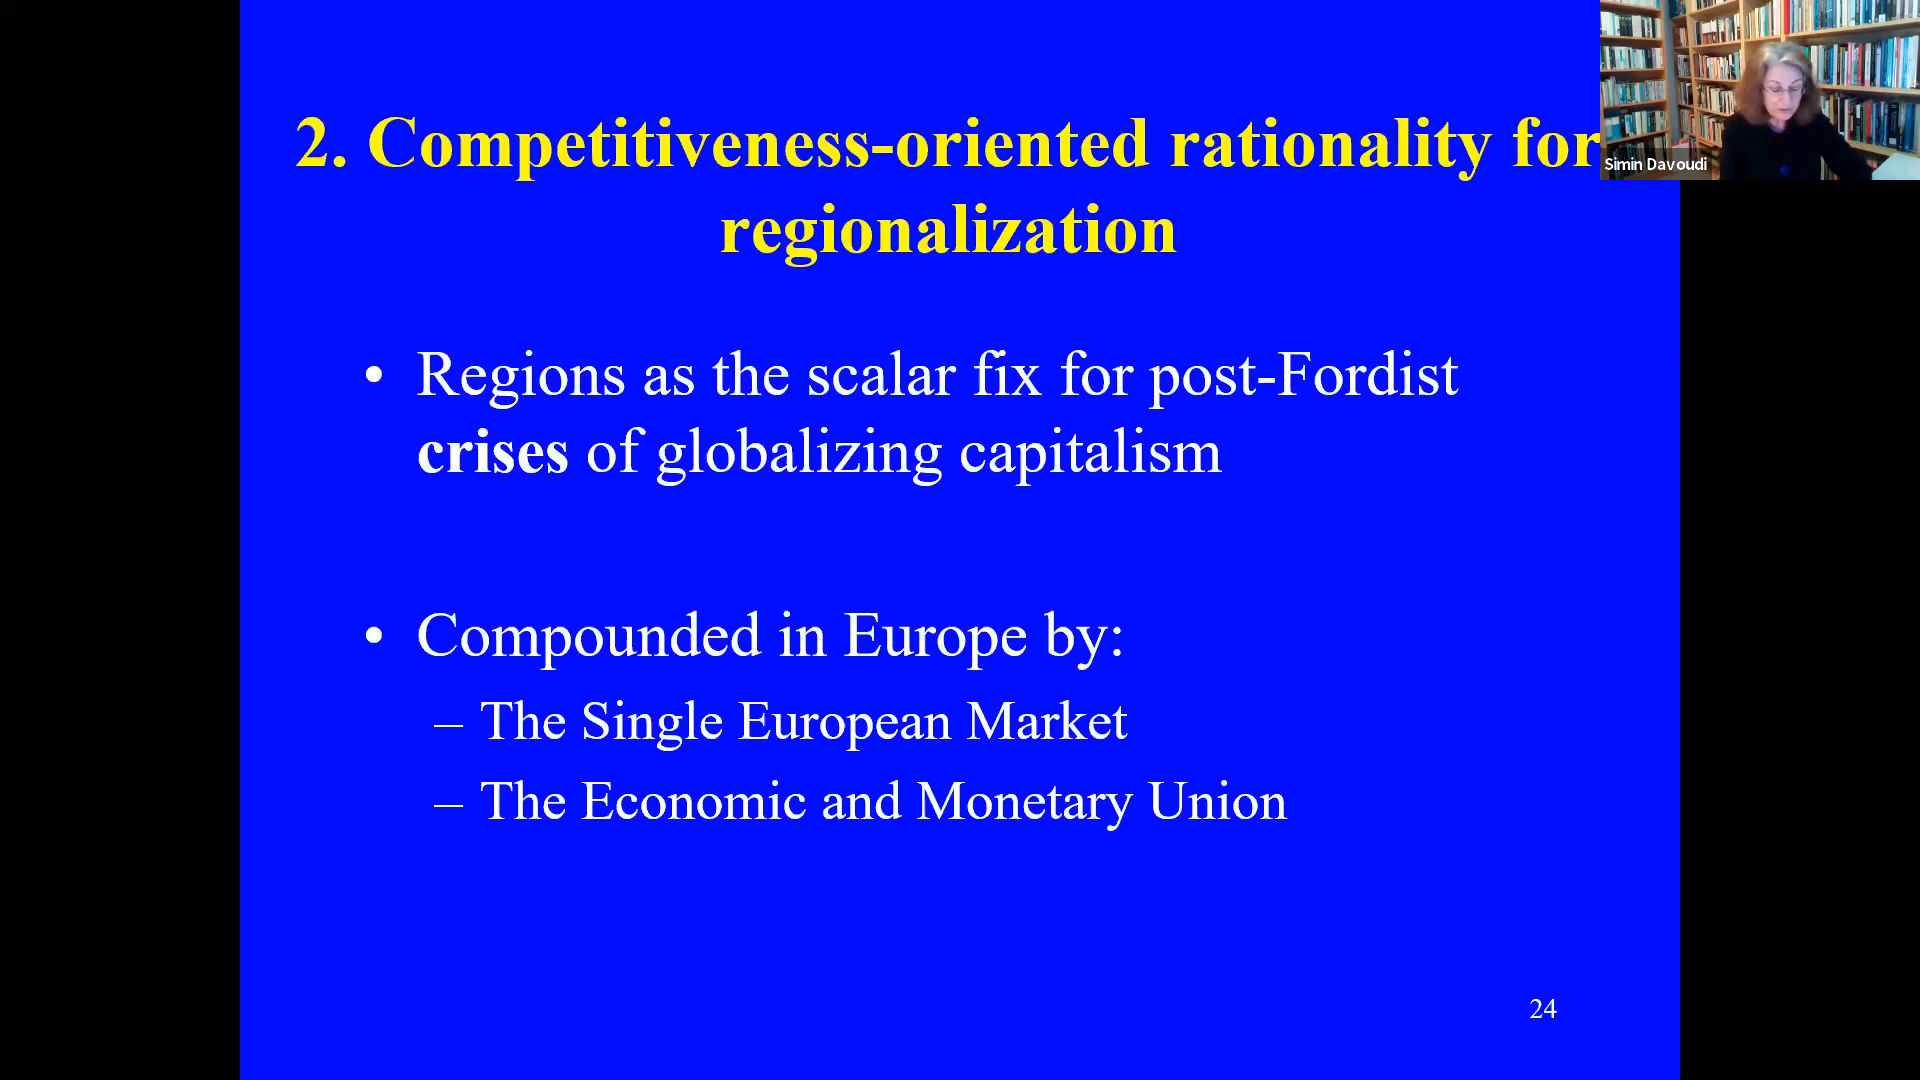 2. Competitiveness-oriented rationality for
regionalization
Simin Davoudi
• Regions as the scalar fix for post-Fordist
crises of globalizing capitalism
• Compounded in Europe by:
– The Single European Market
– The Economic and Monetary Union
24